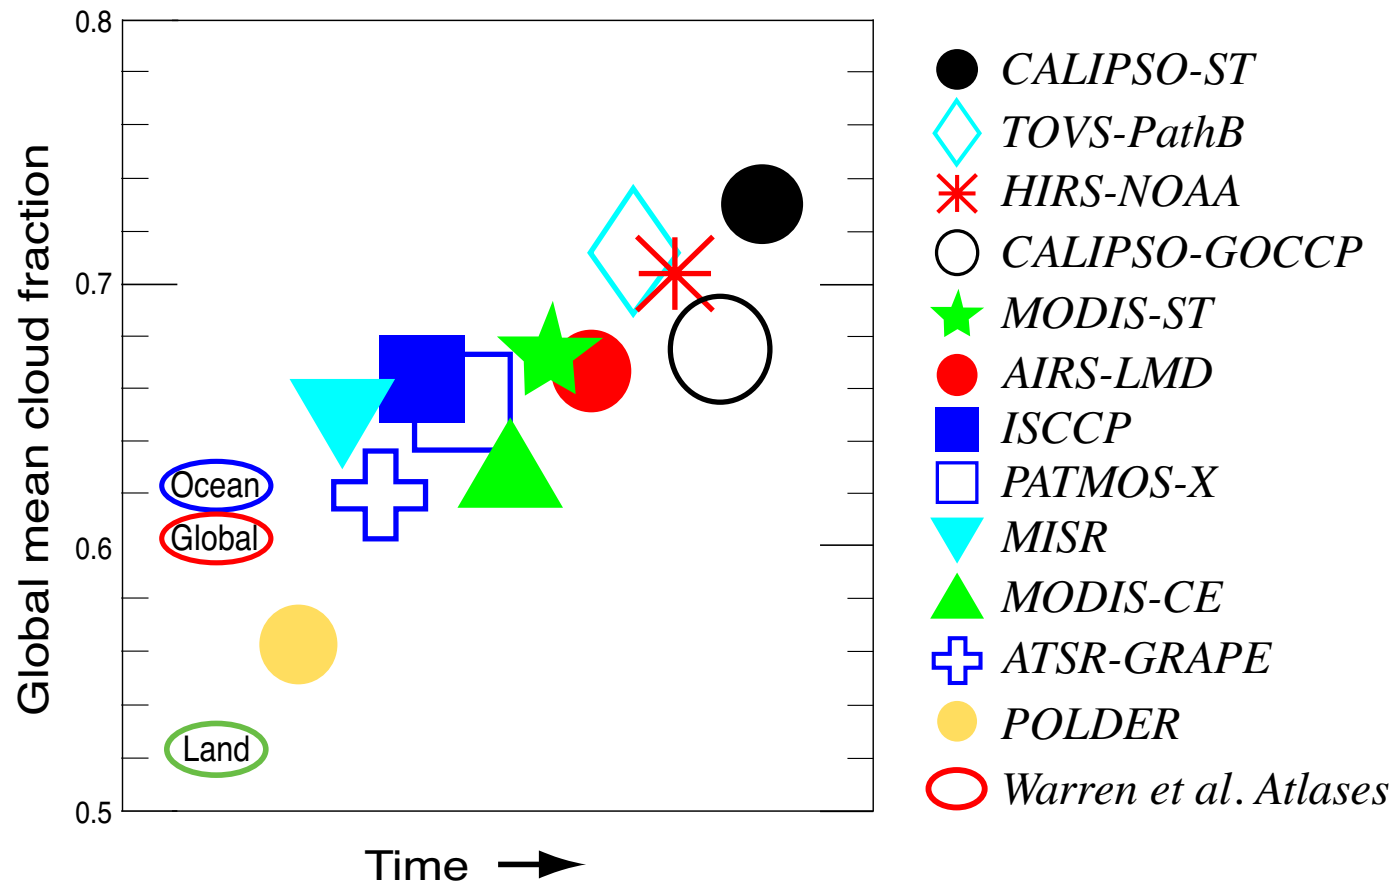 0.8
0.7
0.6
0.5
Global mean cloud fraction
Time
Ocean
Global
Land
CALIPSO-ST
TOVS-PathB
HIRS-NOAA
CALIPSO-GOCCP
MODIS-ST
AIRS-LMD
ISCCP
PATMOS-X
MISR
MODIS-CE
ATSR-GRAPE
POLDER
Warren et al. Atlases